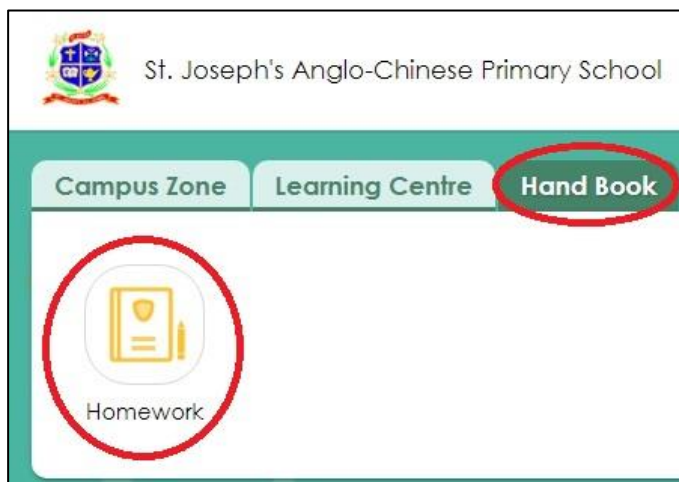 St. Joseph's Anglo-Chinese Primary School
Campus Zone Learning Centre Hand Book
Homework